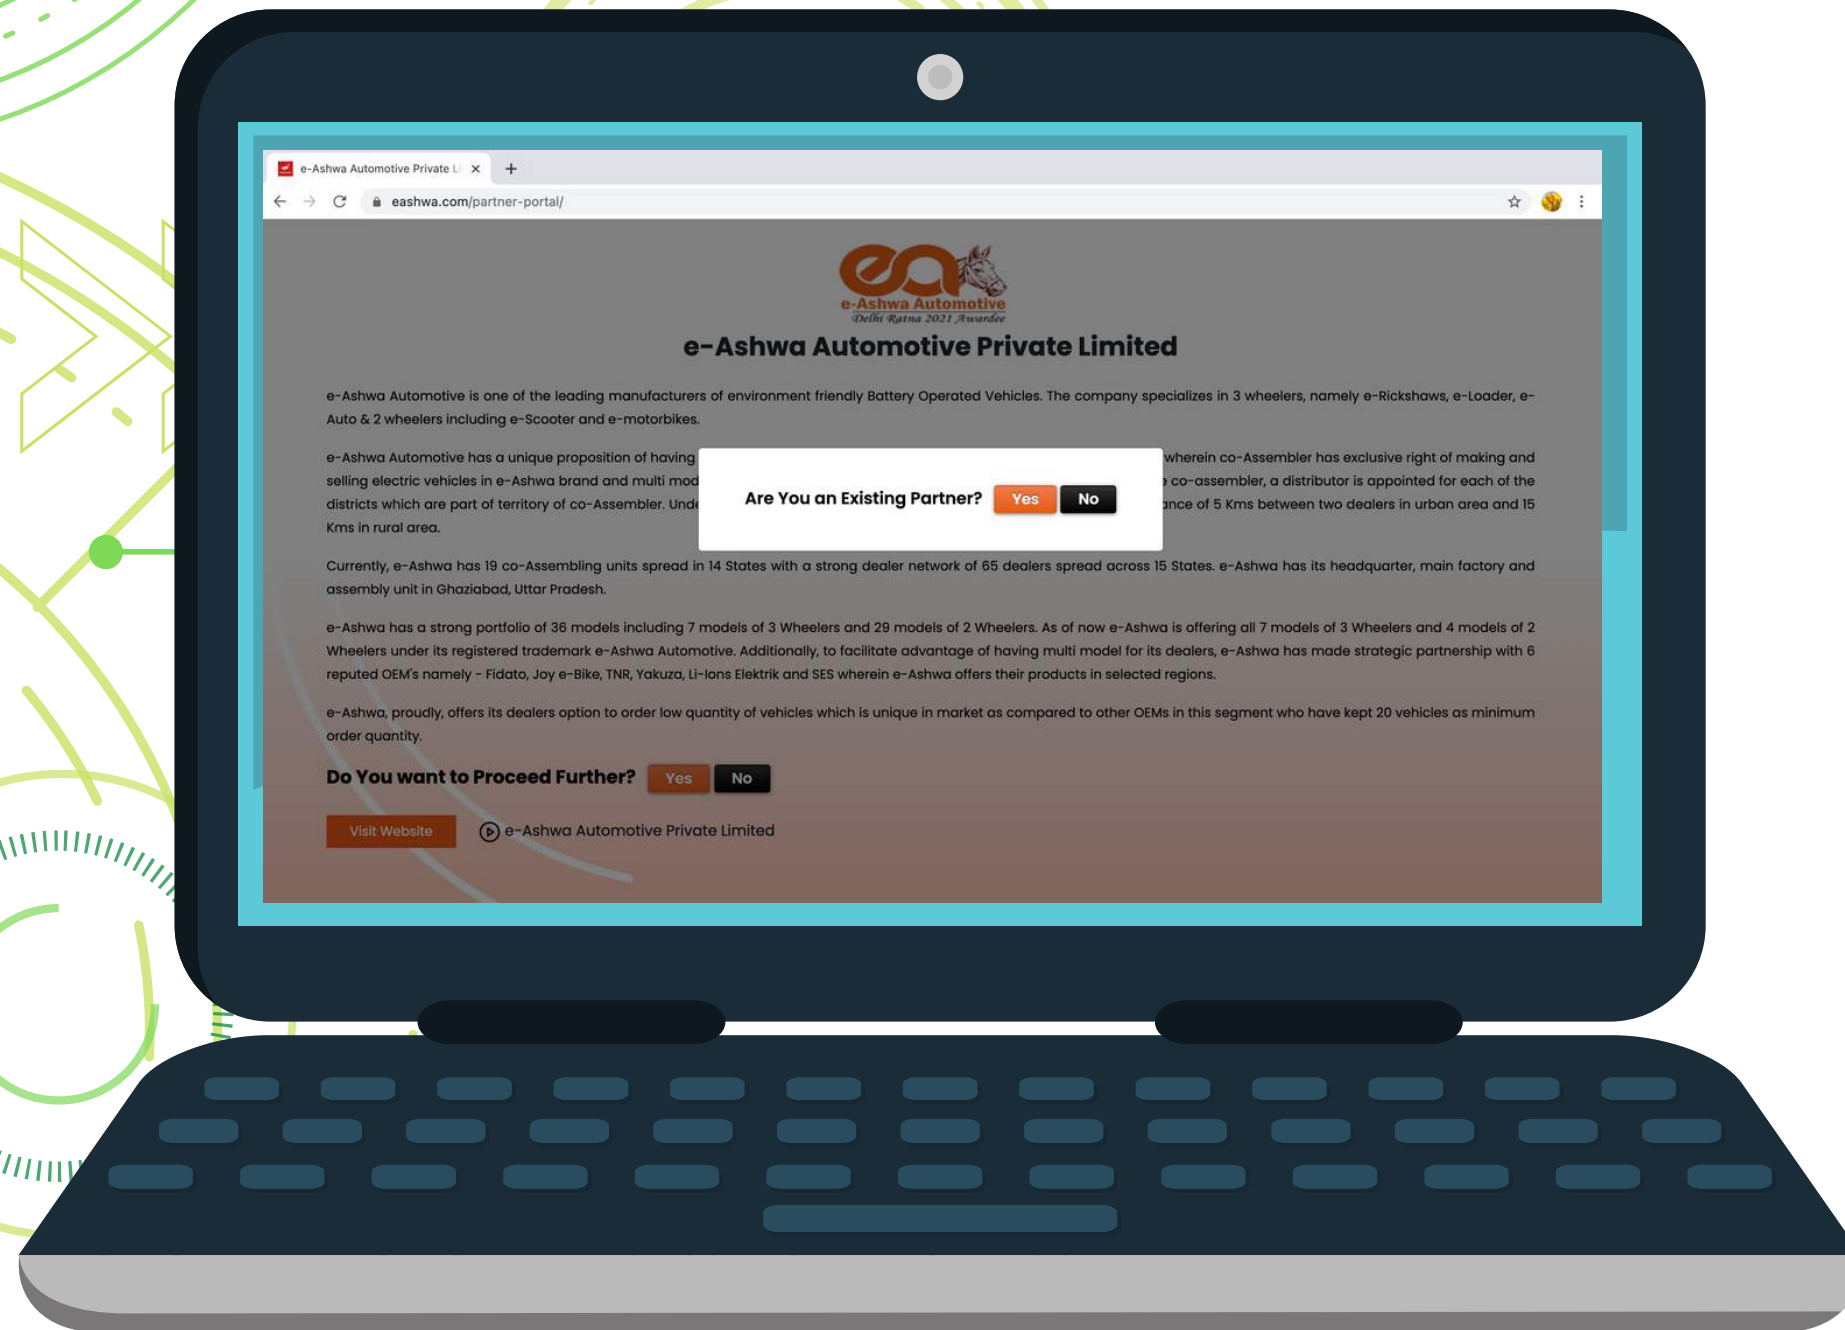 e-Ashwa Automotive Private L
eashwa.com/partner-portal/
ea
e-Ashwa Automotive
Delhi Ratna 2021 Awardee
e-Ashwa Automotive Private Limited
e-Ashwa Automotive is one of the leading manufacturers of environment friendly Battery Operated Vehicles. The company specializes in 3 wheelers, namely e-Rickshaws, e-Loader, e-
Auto & 2 wheelers including e-Scooter and e-motorbikes.
e-Ashwa Automotive has a unique proposition of having wherein co-Assembler has exclusive right of making and
selling electric vehicles in e-Ashwa brand and multi mod co-assembler, a distributor is appointed for each of the
Are You an Existing Partner? Yes No
districts which are part of territory of co-Assembler. Unde ance of 5 Kms between two dealers in urban area and 15
Kms in rural area.
Currently, e-Ashwa has 19 co-Assembling units spread in 14 States with a strong dealer network of 65 dealers spread across 15 States. e-Ashwa has its headquarter, main factory and
assembly unit in Ghaziabad, Uttar Pradesh.
e-Ashwa has a strong portfolio of 36 models including 7 models of 3 Wheelers and 29 models of 2 Wheelers. As of now e-Ashwa is offering all 7 models of 3 Wheelers and 4 models of 2
Wheelers under its registered trademark e-Ashwa Automotive. Additionally, to facilitate advantage of having multi model for its dealers, e-Ashwa has made strategic partnership with 6
reputed OEM's namely - Fidato, Joy e-Bike, TNR, Yakuza, Li-Ions Elektrik and SES wherein e-Ashwa offers their products in selected regions.
e-Ashwa, proudly, offers its dealers option to order low quantity of vehicles which is unique in market as compared to other OEMs in this segment who have kept 20 vehicles as minimum
order quantity.
Do You want to Proceed Further? Yes No
Visit Website e-Ashwa Automotive Private Limited